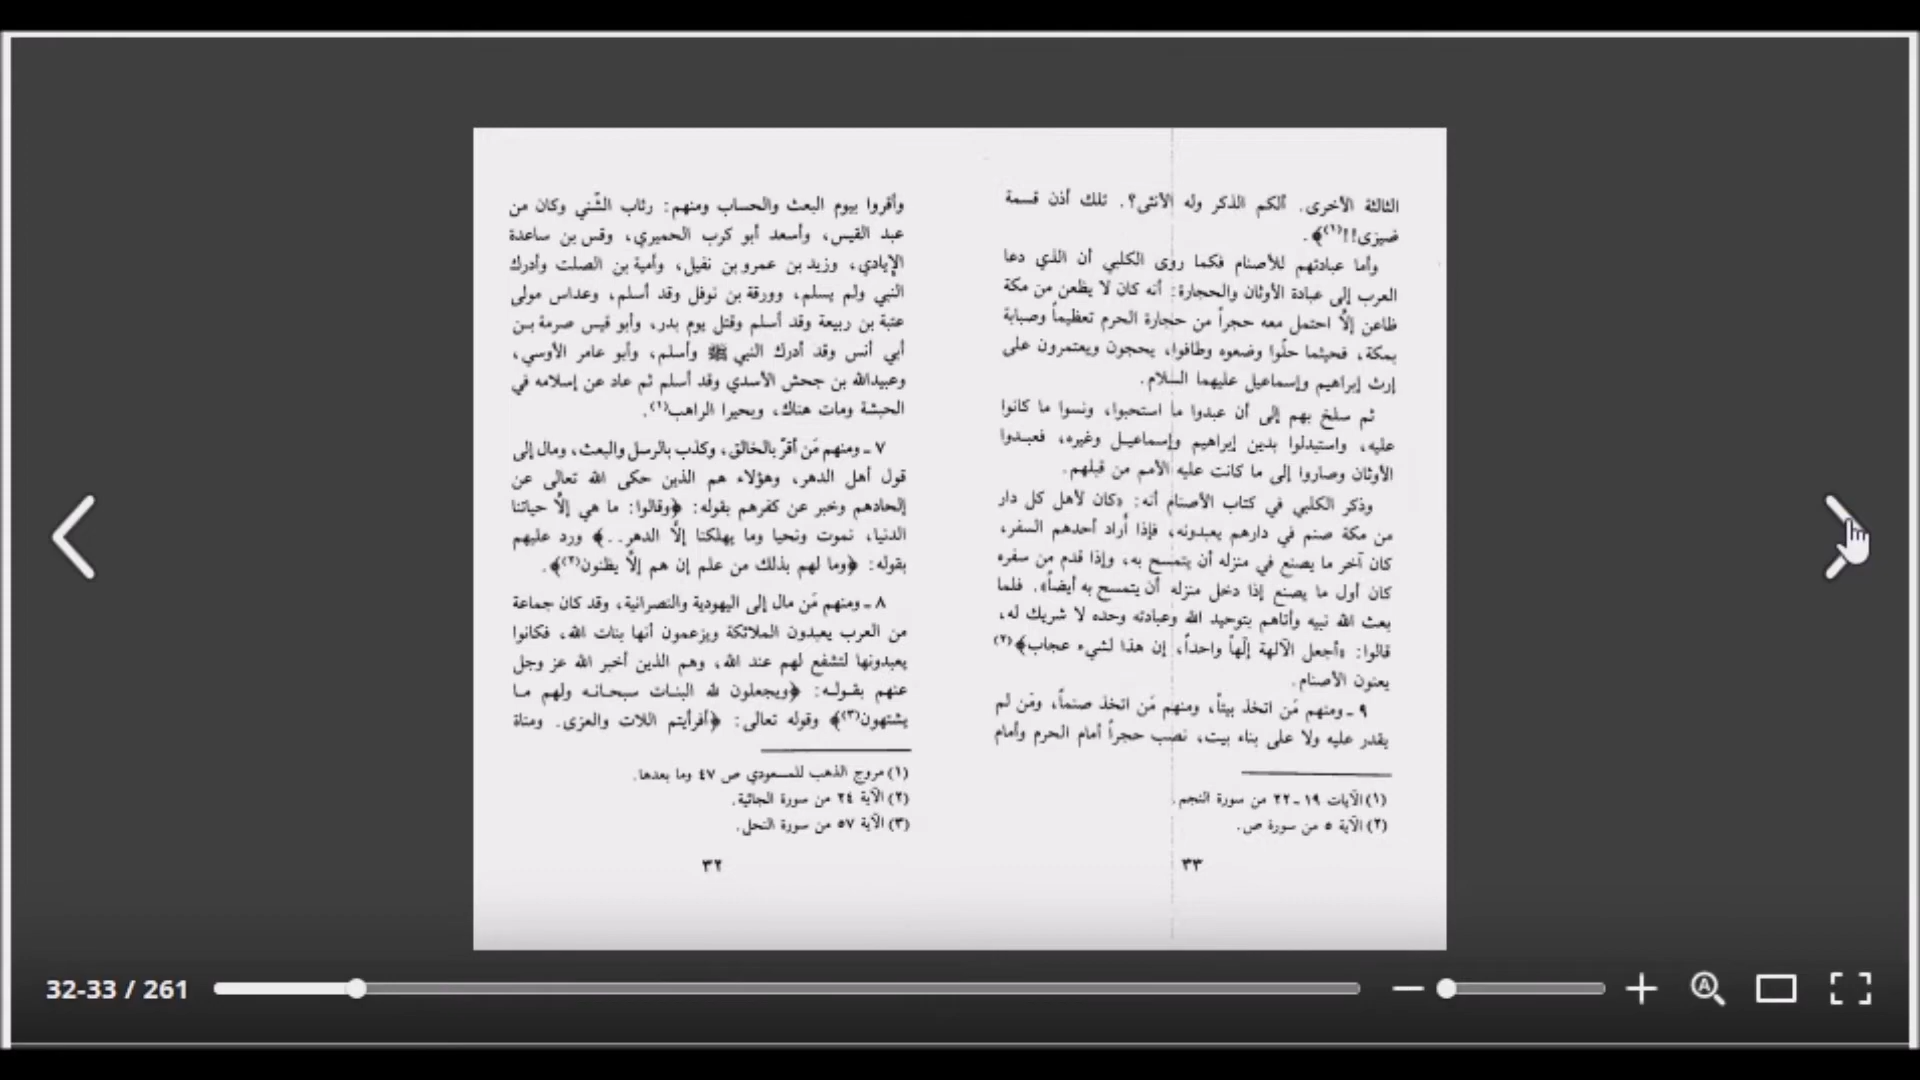 وأقروا بيوم البعث والحساب ومنهم: رئاب الشّني وكان من
عبد القيس، وأسعد أبو كرب الحميري، وقس بن ساعدة
الإيادي، وزيد بن عمرو بن نفيل، وأمية بن الصلت وأدرك
النبي ولم يسلم، وورقة بن نوفل وقد أسلم، وعداس مولى
عتبة بن ربيعة وقد أسلم وقتل يوم بدر، وأبو قيس صرمة بـن
أبي أنس وقد أدرك النبي ﷺ وأسلم، وأبو عامر الأوسي،
وعبيدالله بن جحش الأسدي وقد أسلم ثم عاد عن إسلامه في
الحبشة ومات هناك، وبحيرا الراهب(١).
٧ ـ ومنهم مَن أقرّ بالخالق، وكذب بالرسل والبعث، ومال إلى
قول أهل الدهر، وهؤلاء هم الذين حكى الله تعالى عن
إلحادهم وخبر عن كفرهم بقوله: ﴿وقالوا: ما هي إلّا حياتنا
الدنيا، نموت ونحيا وما يهلكنا إلّا الدهر..﴾ ورد عليهم
بقوله: ﴿وما لهم بذلك من علم إن هم إلّا يظنون(٢)﴾.
٨ ـ ومنهم مَن مال إلى اليهودية والنصرانية، وقد كان جماعة
من العرب يعبدون الملائكة ويزعمون أنها بنات الله، فكانوا
يعبدونها لتشفع لهم عند الله، وهم الذين أخبر الله عز وجل
عنهم بقـولـه: ﴿ويجعلون لله البنـات سبحـانـه ولهم مـا
يشتهون(٣)﴾ وقوله تعالى: ﴿أفرأيتم اللات والعزى. ومناة
(١) مروج الذهب للمسعودي ص ٤٧ وما بعدها.
(٢) الآية ٢٤ من سورة الجاثية.
(٣) الآية ٥٧ من سورة النحل.
٣٢
الثالثة الأخرى. ألكم الذكر وله الأنثى؟. تلك أذن قسمة
ضيزى!!(١)﴾.
وأما عبادتهم للأصنام فكما روى الكلبي أن الذي دعا
العرب إلى عبادة الأوثان والحجارة: أنه كان لا يظعن من مكة
ظاعن إلّا احتمل معه حجراً من حجارة الحرم تعظيماً وصبابة
بمكة، فحيثما حلّوا وضعوه وطافوا، يحجون ويعتمرون على
إرث إبراهيم وإسماعيل عليهما السلام.
ثم سلخ بهم إلى أن عبدوا ما استحبوا، ونسوا ما كانوا
عليه، واستبدلوا بدين إبراهيم وإسماعيـل وغيره، فعبـدوا
الأوثان وصاروا إلى ما كانت عليه الأمم من قبلهم.
وذكر الكلبي في كتاب الأصنام أنه: «كان لأهل كل دار
من مكة صنم في دارهم يعبدونه، فإذا أراد أحدهم السفر،
كان آخر ما يصنع في منزله أن يتمسح به، وإذا قدم من سفره
كان أول ما يصنع إذا دخل منزله أن يتمسح به أيضاً». فلما
بعث الله نبيه وأتاهم بتوحيد الله وعبادته وحده لا شريك له،
قالوا: «أجعل الآلهة إلٰهاً واحداً، إن هذا لشيء عجاب﴾(٢)
يعنون الأصنام.
٩ ـ ومنهم مَن اتخذ بيتاً، ومنهم مَن اتخذ صنماً، ومَن لم
يقدر عليه ولا على بناء بيت، نصب حجراً أمام الحرم وأمام
(١) الآيات ١٩ ـ ٢٢ من سورة النجم.
(٢) الآية ٥ من سورة ص.
٣٣
32-33 / 261